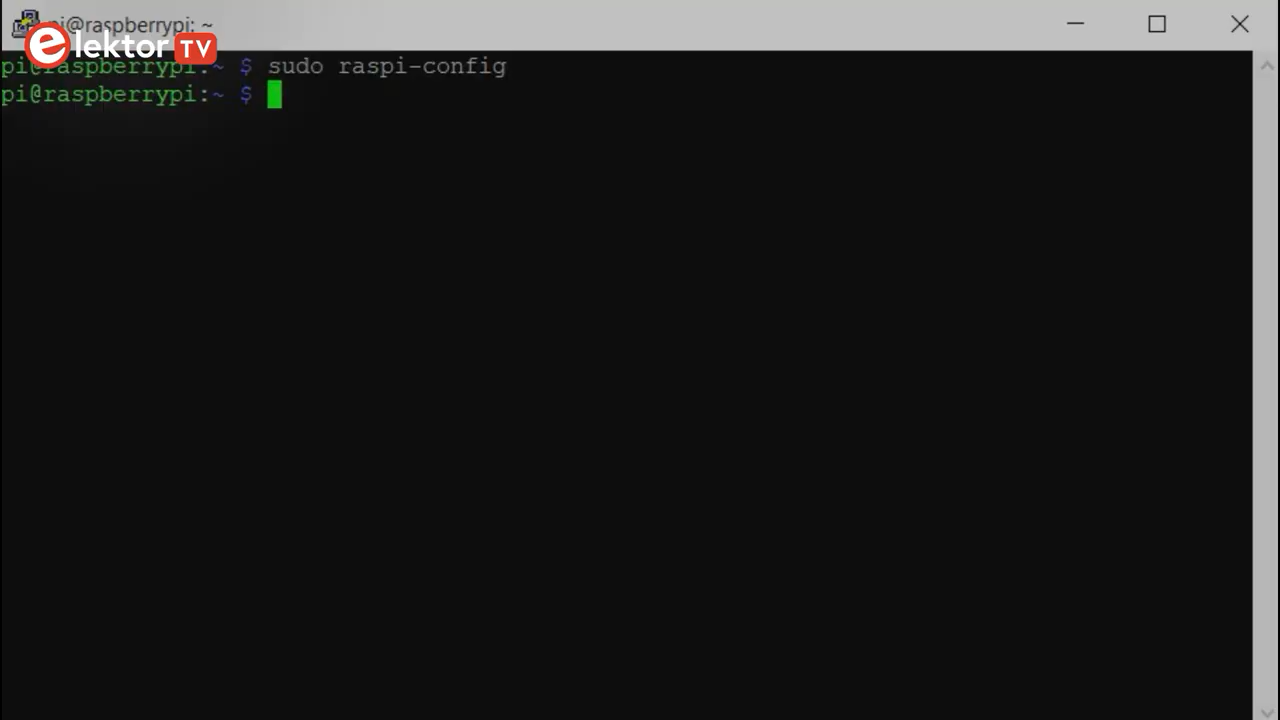 pi@raspberrypi: ~
elektor TV
pi@raspberrypi:~ $ sudo raspi-config
pi@raspberrypi:~ $